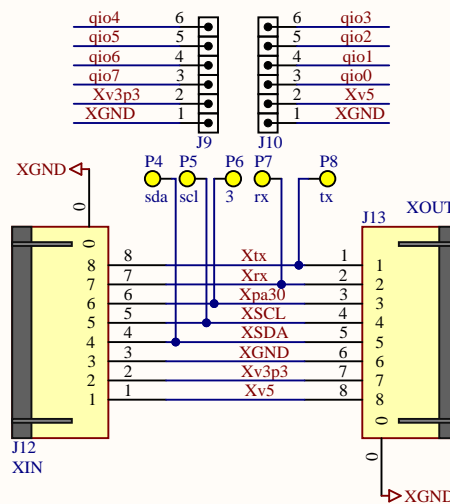 qio4 6 6 qio3
qio5 5 5 qio2
qio6 4 4 qio1
qio7 3 3 qio0
Xv3p3 2 2 Xv5
XGND 1 1 XGND
J9 J10
P4 P5 P6 P7 P8
XGND
sda scl 3 rx tx
0 J13 XOUT
0
8 8 Xtx 1 1
7 7 Xrx 2 2
6 6 Xpa30 3 3
5 5 XSCL 4 4
4 4 XSDA 5 5
3 3 XGND 6 6
2 2 Xv3p3 7 7
1 1 Xv5 8 8
0
J12
XIN 0
XGND